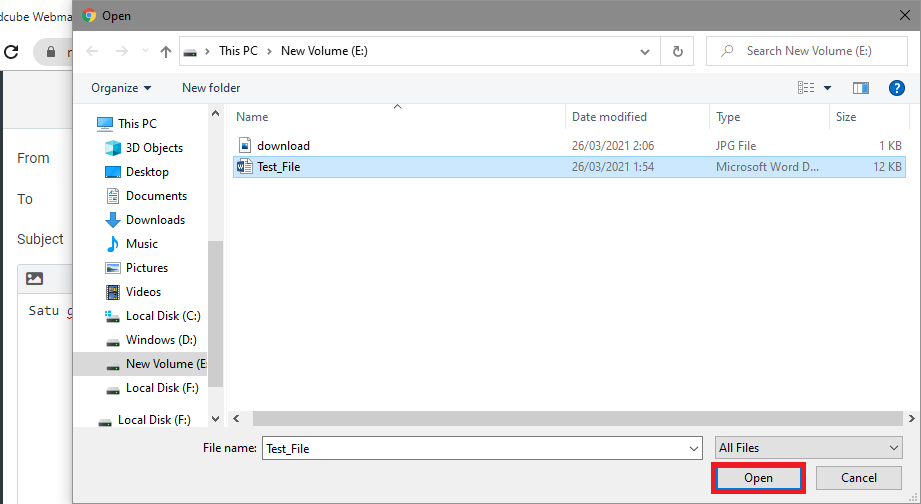 dcube Webma
Open
This PC > New Volume (E:)
Search New Volume (E:)
Organize
New folder
Name
Date modified
Type
Size
download
26/03/2021 2:06
JPG File
1 KB
Test_File
26/03/2021 1:54
Microsoft Word D...
12 KB
This PC
3D Objects
Desktop
Documents
Downloads
Music
Pictures
Videos
Local Disk (C:)
Windows (D:)
New Volume (E:
Local Disk (F:)
Local Disk (F:)
From
To
Subject
Satu
File name:
Test_File
All Files
Open
Cancel